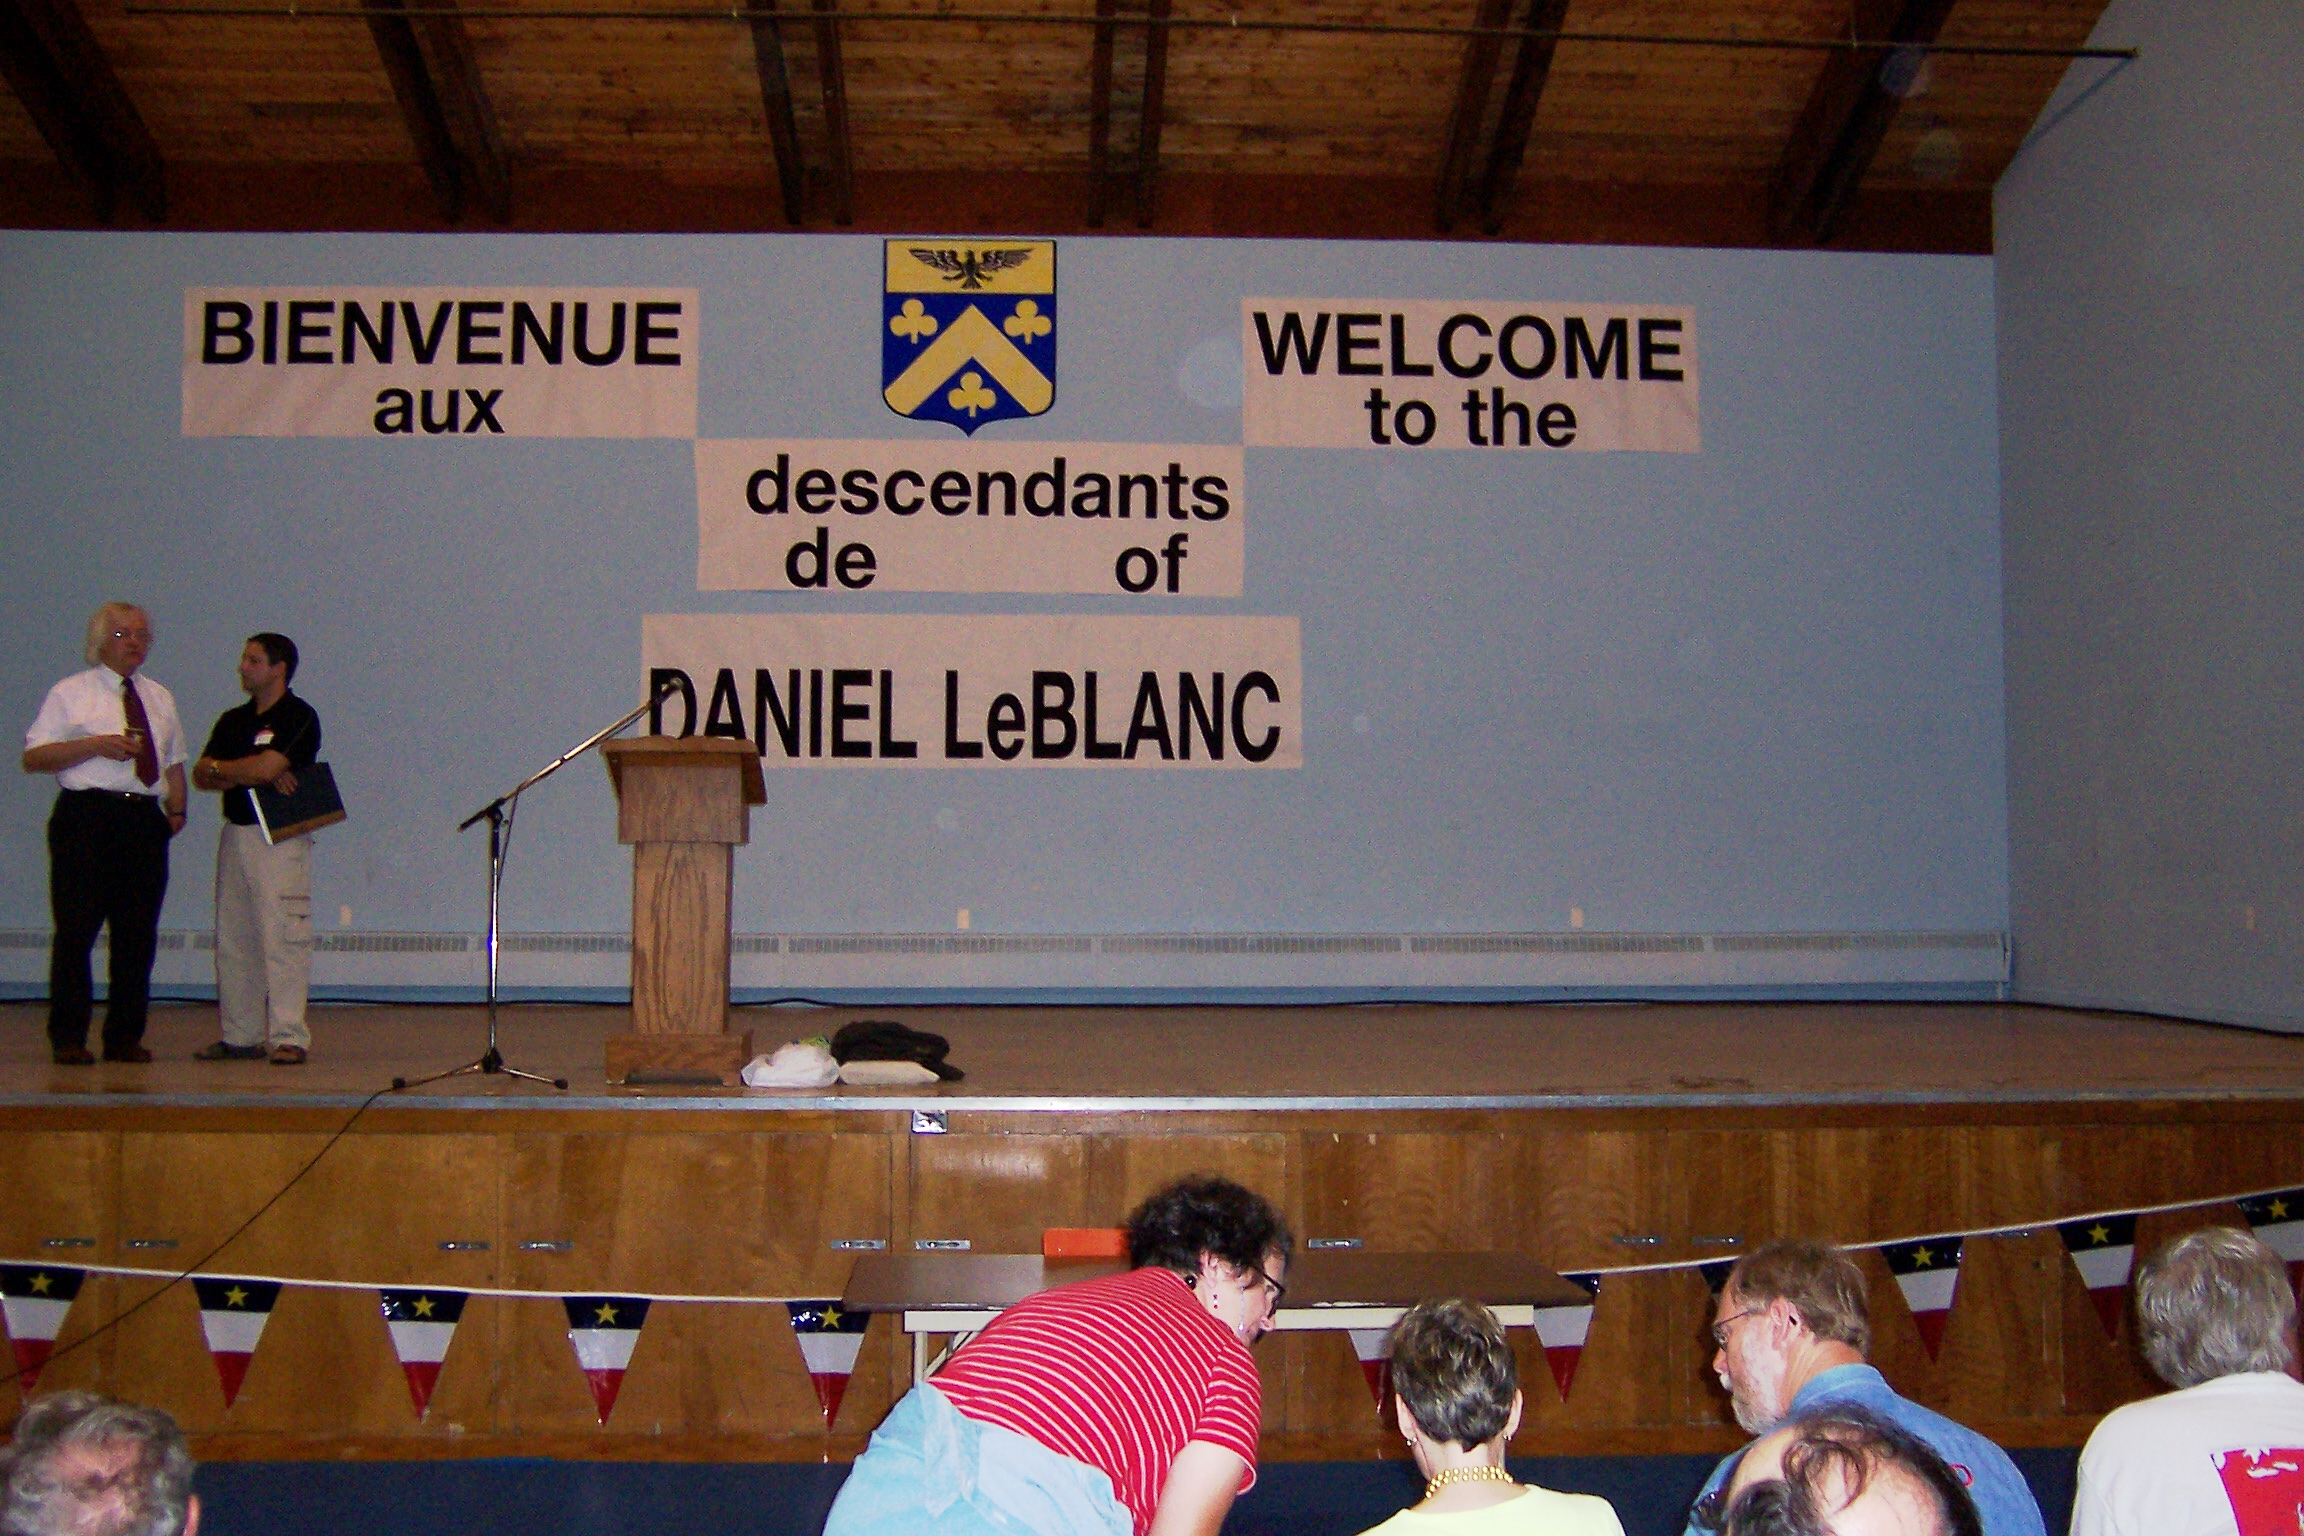 BIENVENUE
aux
WELCOME
to the
descendants
de of
DANIEL LeBLANC